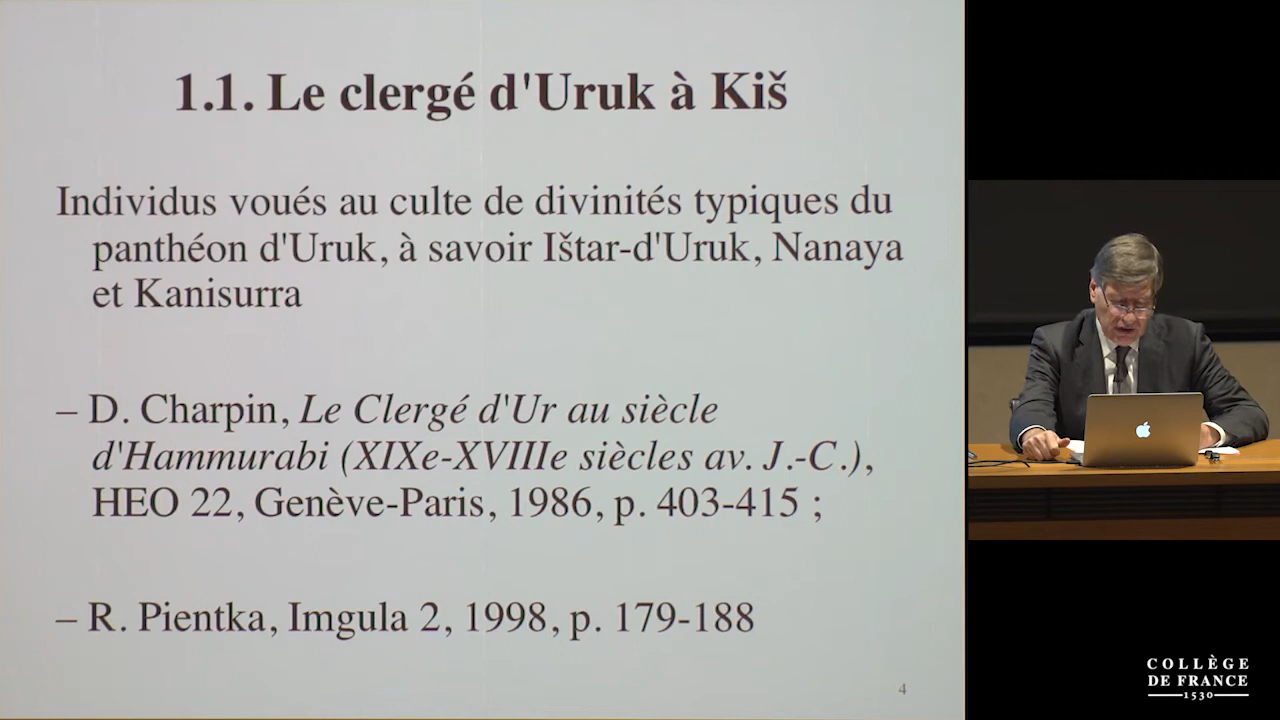 1.1. Le clergé d'Uruk à Kiš
Individus voués au culte de divinités typiques du
panthéon d'Uruk, à savoir Ištar-d'Uruk, Nanaya
et Kanisurra
– D. Charpin, Le Clergé d'Ur au siècle
d'Hammurabi (XIXe-XVIIIe siècles av. J.-C.),
HEO 22, Genève-Paris, 1986, p. 403-415 ;
– R. Pientka, Imgula 2, 1998, p. 179-188
4
COLLÈGE
DE FRANCE
1530